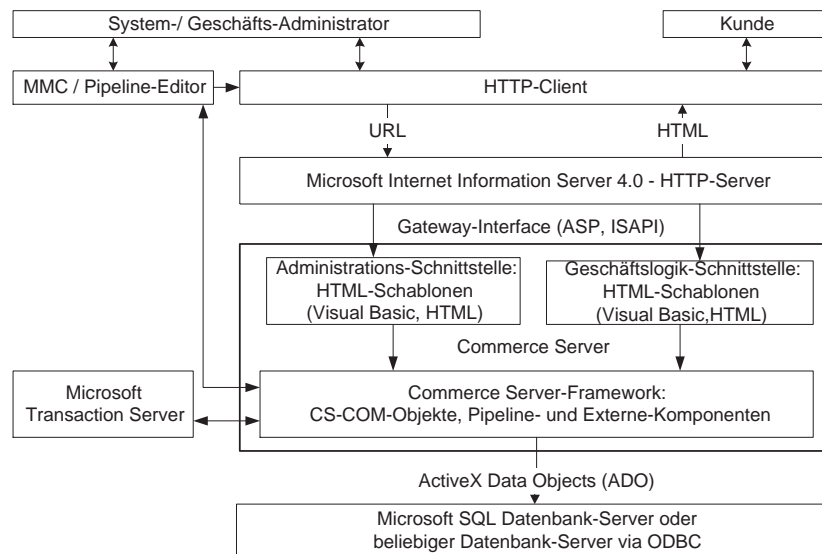 System-/ Geschäfts-Administrator
Kunde
MMC / Pipeline-Editor
HTTP-Client
URL
HTML
Microsoft Internet Information Server 4.0 - HTTP-Server
Gateway-Interface (ASP, ISAPI)
Administrations-Schnittstelle:
HTML-Schablonen
(Visual Basic, HTML)
Geschäftslogik-Schnittstelle:
HTML-Schablonen
(Visual Basic,HTML)
Commerce Server
Microsoft
Transaction Server
Commerce Server-Framework:
CS-COM-Objekte, Pipeline- und Externe-Komponenten
ActiveX Data Objects (ADO)
Microsoft SQL Datenbank-Server oder
beliebiger Datenbank-Server via ODBC